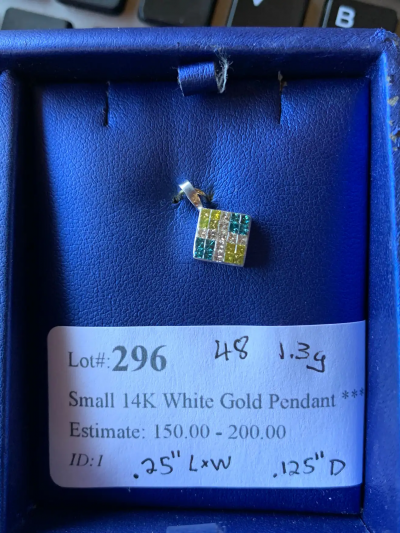 B
Lot#: 296 48 1.3g
Small 14K White Gold Pendant ***
Estimate: 150.00 - 200.00
ID:1 .25" LxW .125" D